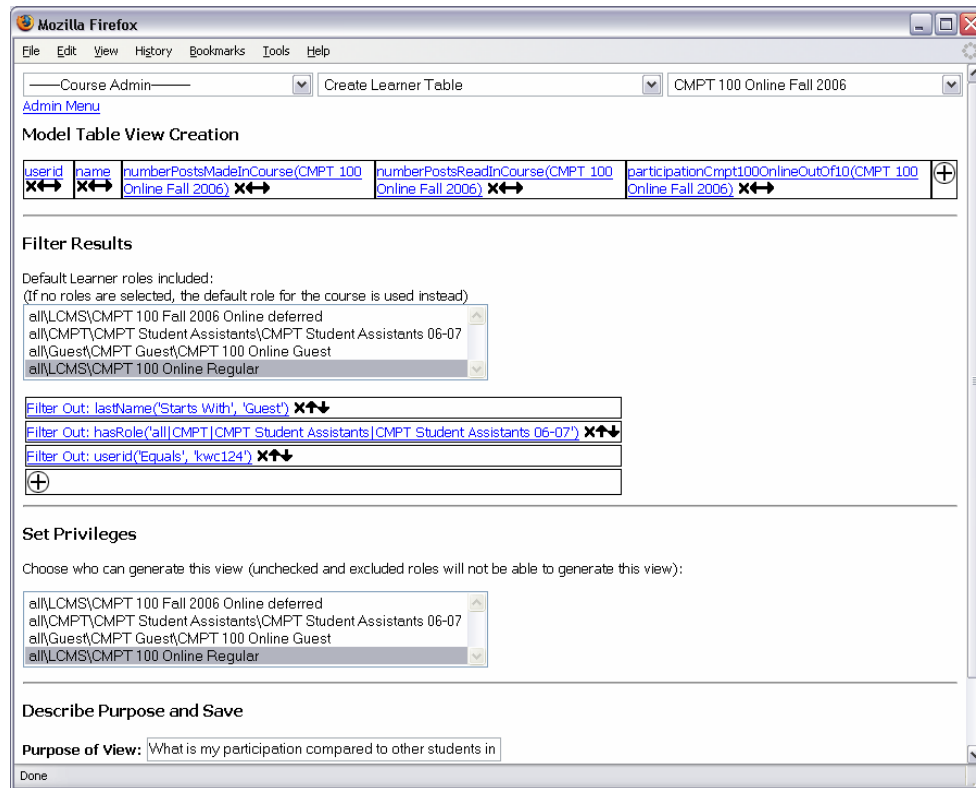 Mozilla Firefox
File Edit View History Bookmarks Tools Help
——Course Admin—— Create Learner Table CMPT 100 Online Fall 2006
Admin Menu
Model Table View Creation
userid name numberPostsMadeInCourse(CMPT 100 numberPostsReadInCourse(CMPT 100 participationCmpt100OnlineOutOf10(CMPT 100
Online Fall 2006) Online Fall 2006) Online Fall 2006)
Filter Results
Default Learner roles included:
(If no roles are selected, the default role for the course is used instead)
all\LCMS\CMPT 100 Fall 2006 Online deferred
all\CMPT\CMPT Student Assistants\CMPT Student Assistants 06-07
all\Guest\CMPT Guest\CMPT 100 Online Guest
all\LCMS\CMPT 100 Online Regular
Filter Out: lastName('Starts With', 'Guest')
Filter Out: hasRole('all|CMPT|CMPT Student Assistants|CMPT Student Assistants 06-07')
Filter Out: userid('Equals', 'kwc124')
Set Privileges
Choose who can generate this view (unchecked and excluded roles will not be able to generate this view):
all\LCMS\CMPT 100 Fall 2006 Online deferred
all\CMPT\CMPT Student Assistants\CMPT Student Assistants 06-07
all\Guest\CMPT Guest\CMPT 100 Online Guest
all\LCMS\CMPT 100 Online Regular
Describe Purpose and Save
Purpose of View: What is my participation compared to other students in
Done